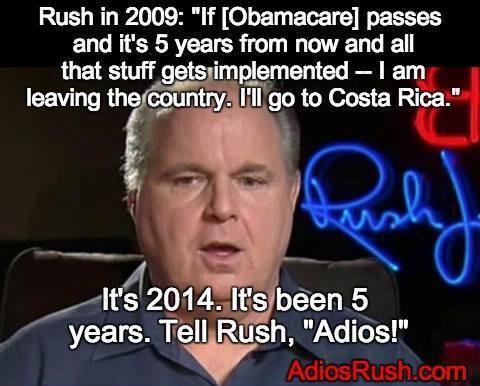 Rush in 2009: "If [Obamacare] passes
and it's 5 years from now and all
that stuff gets implemented -- I am
leaving the country. I'll go to Costa Rica."
Rush
It's 2014. It's been 5
years. Tell Rush, "Adios!"
AdiosRush.com